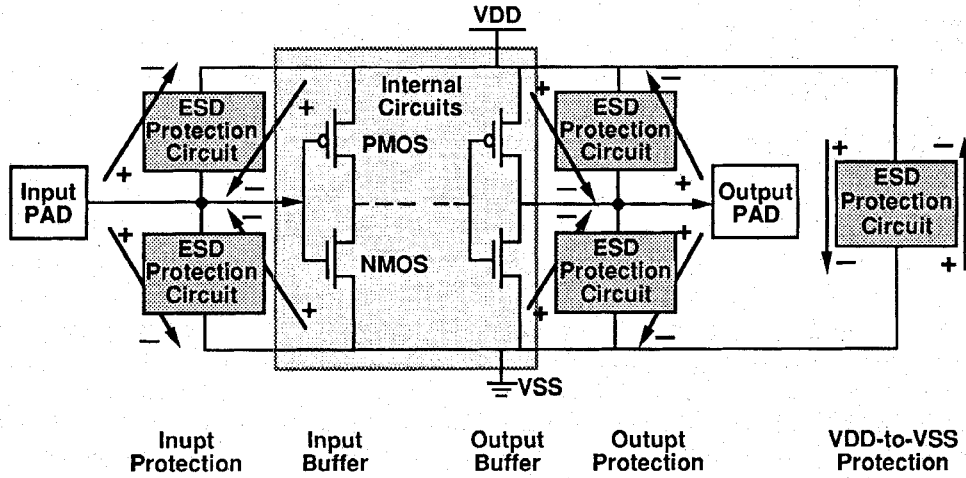 VDD
Internal
Circuits
ESD
Protection
Circuit
ESD
Protection
Circuit
PMOS
Input
PAD
Output
PAD
ESD
Protection
Circuit
ESD
Protection
Circuit
NMOS
ESD
Protection
Circuit
VSS
Inupt
Protection
Input
Buffer
Output
Buffer
Outupt
Protection
VDD-to-VSS
Protection